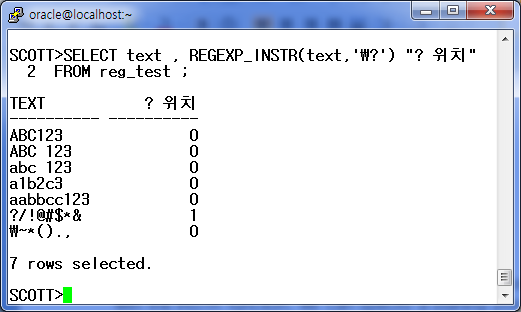 oracle@localhost:~
SCOTT>SELECT text , REGEXP_INSTR(text,'₩?') "? 위치"
2 FROM reg_test ;
TEXT ? 위치
---------- ----------
ABC123 0
ABC 123 0
abc 123 0
a1b2c3 0
aabbcc123 0
?/!@#$*& 1
₩~*()., 0
7 rows selected.
SCOTT>